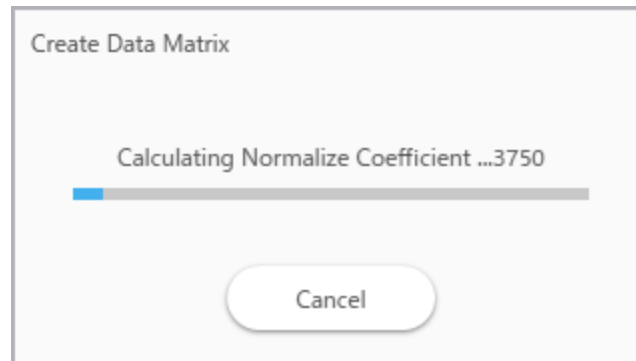 Create Data Matrix
Calculating Normalize Coefficient ...3750
Cancel